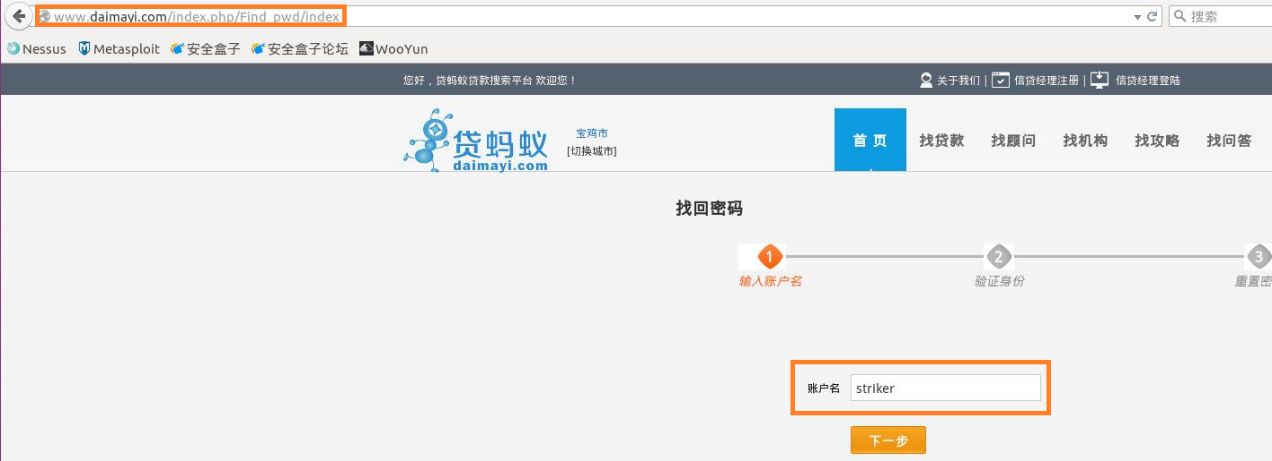 www.daimayi.com/index.php/Find_pwd/index
搜索
Nessus Metasploit 安全盒子 安全盒子论坛 WooYun
您好，贷蚂蚁贷款搜索平台 欢迎您！ 关于我们 | 信贷经理注册 | 信贷经理登陆
贷蚂蚁
daimayi.com
宝鸡市
[切换城市]
首 页 找贷款 找顾问 找机构 找攻略 找问答
找回密码
1 2 3
输入账户名 验证身份 重置密
账户名 striker
下一步